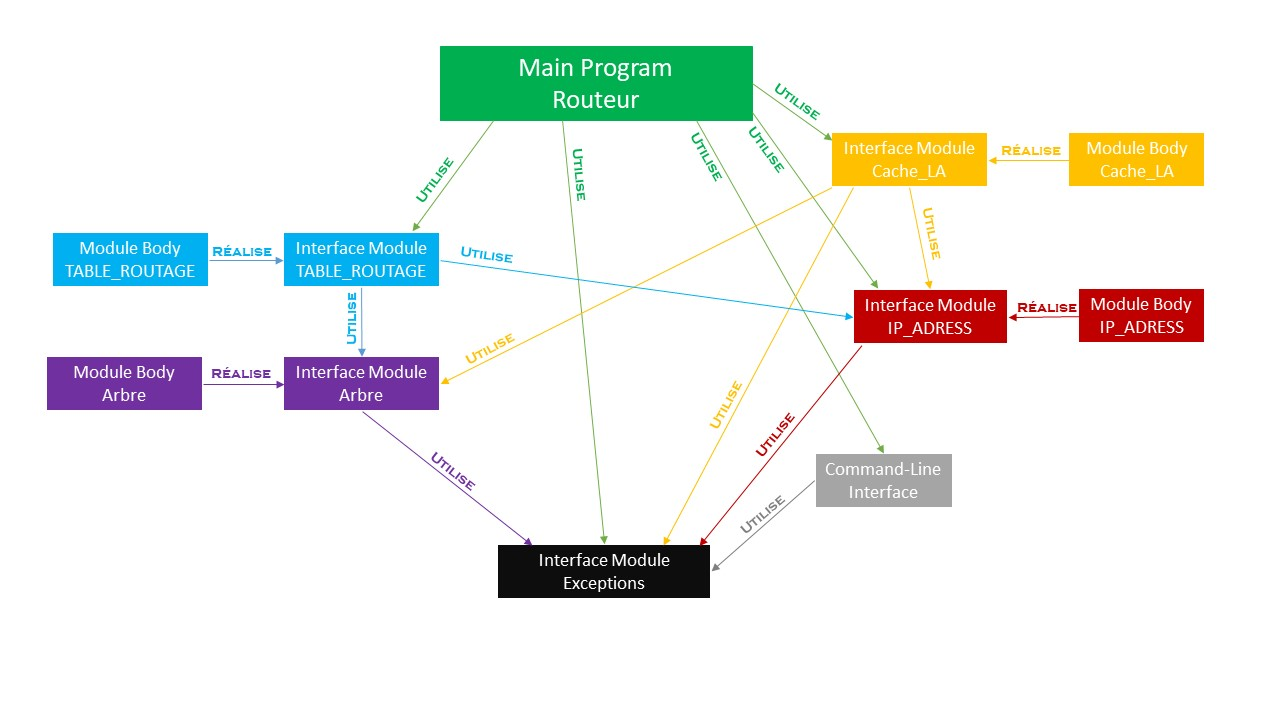 Main Program
Routeur
Utilise
Utilise
Utilise
Utilise
Utilise
Interface Module
Cache_LA
Réalise
Module Body
Cache_LA
Utilise
Module Body
TABLE_ROUTAGE
Réalise
Interface Module
TABLE_ROUTAGE
Utilise
Utilise
Interface Module
IP_ADRESS
Réalise
Module Body
IP_ADRESS
Utilise
Module Body
Arbre
Réalise
Interface Module
Arbre
Utilise
Utilise
Utilise
Command-Line
Interface
Utilise
Interface Module
Exceptions